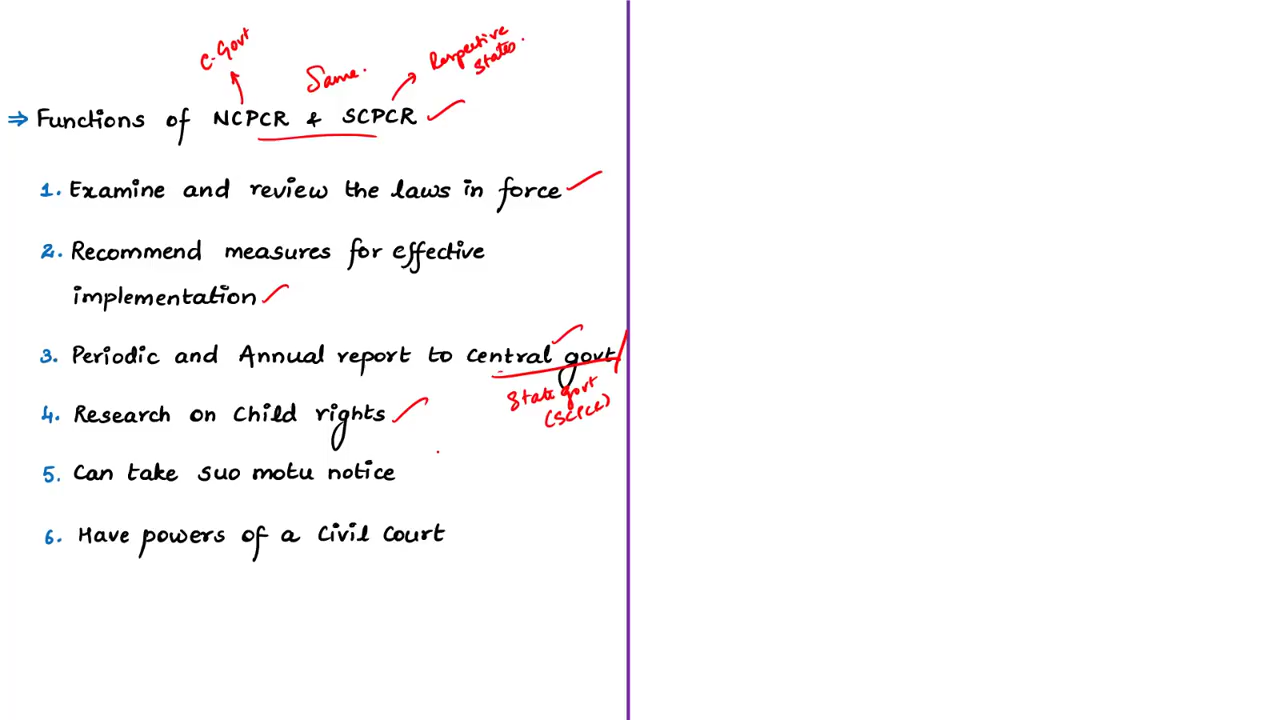 C-Govt
Same.
Respective
States.
⇒ Functions of NCPCR & SCPCR
1. Examine and review the laws in force
2. Recommend measures for effective
implementation
3. Periodic and Annual report to Central govt/
State govt
(SCPCR)
4. Research on Child rights
5. Can take suo motu notice
6. Have powers of a Civil Court